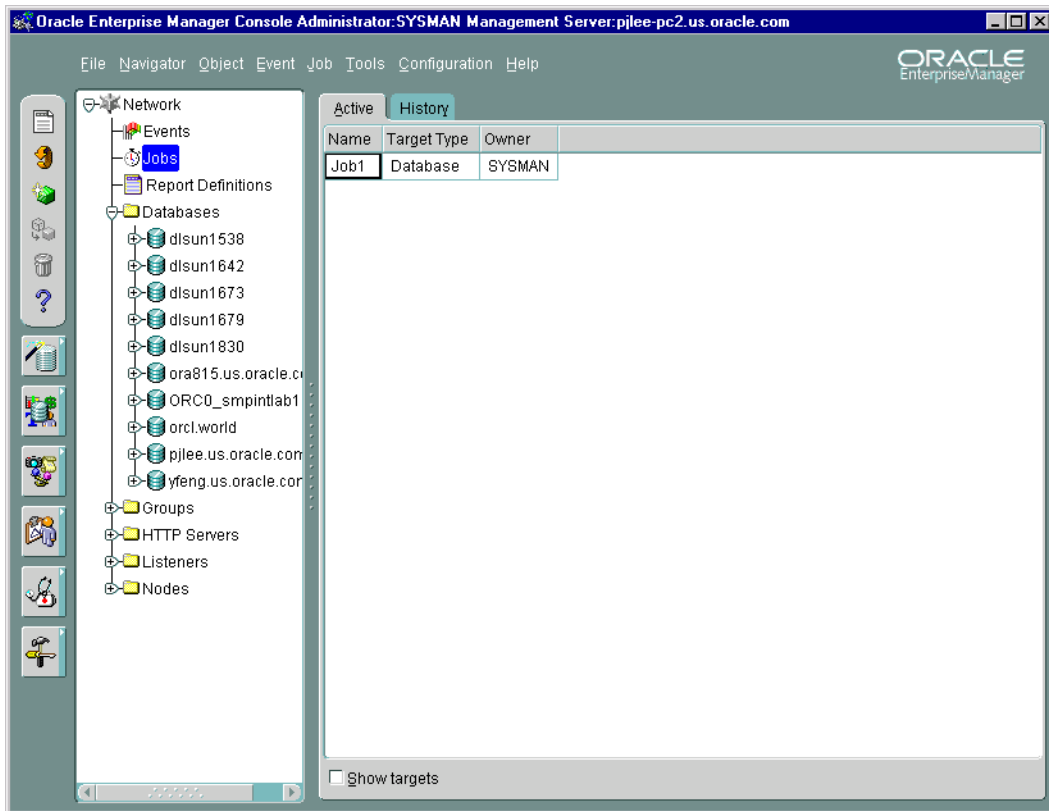 Oracle Enterprise Manager Console Administrator:SYSMAN Management Server:pjlee-pc2.us.oracle.com
File Navigator Object Event Job Tools Configuration Help
ORACLE
EnterpriseManager
Network
Events
Jobs
Report Definitions
Databases
dlsun1538
dlsun1642
dlsun1673
dlsun1679
dlsun1830
ora815.us.oracle.c
ORC0_smpintlab1
orcl.world
pjlee.us.oracle.com
yfeng.us.oracle.cor
Groups
HTTP Servers
Listeners
Nodes
Active History
Name Target Type Owner
Job1 Database SYSMAN
Show targets